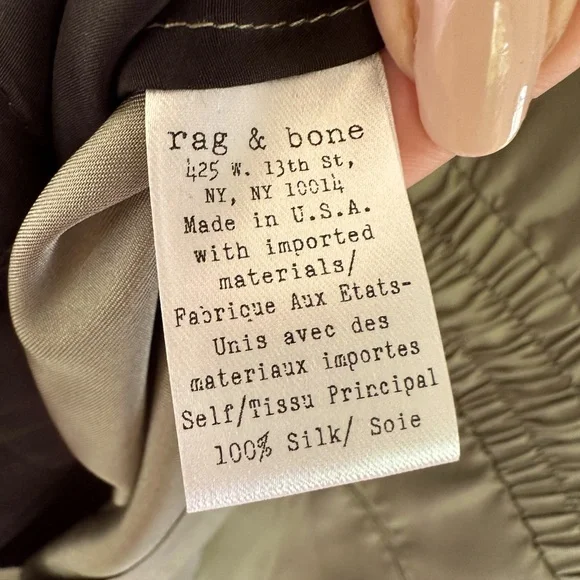 rag & bone
425 W. 13th St,
NY, NY 10014
Made in U.S.A.
with imported
materials/
Fabrique Aux Etats-
Unis avec des
materiaux importes
Self/Tissu Principal
100% Silk/ Soie